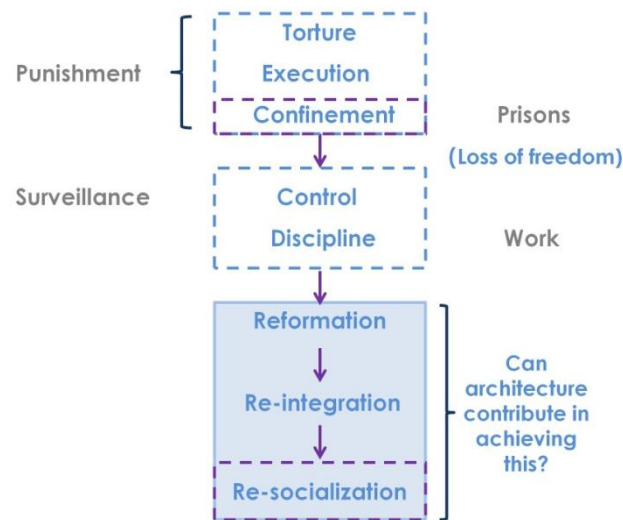 Torture
Punishment
Execution
Confinement
Prisons
(Loss of freedom)
Surveillance
Control
Discipline
Work
Reformation
Re-integration
Re-socialization
Can
architecture
contribute in
achieving
this?